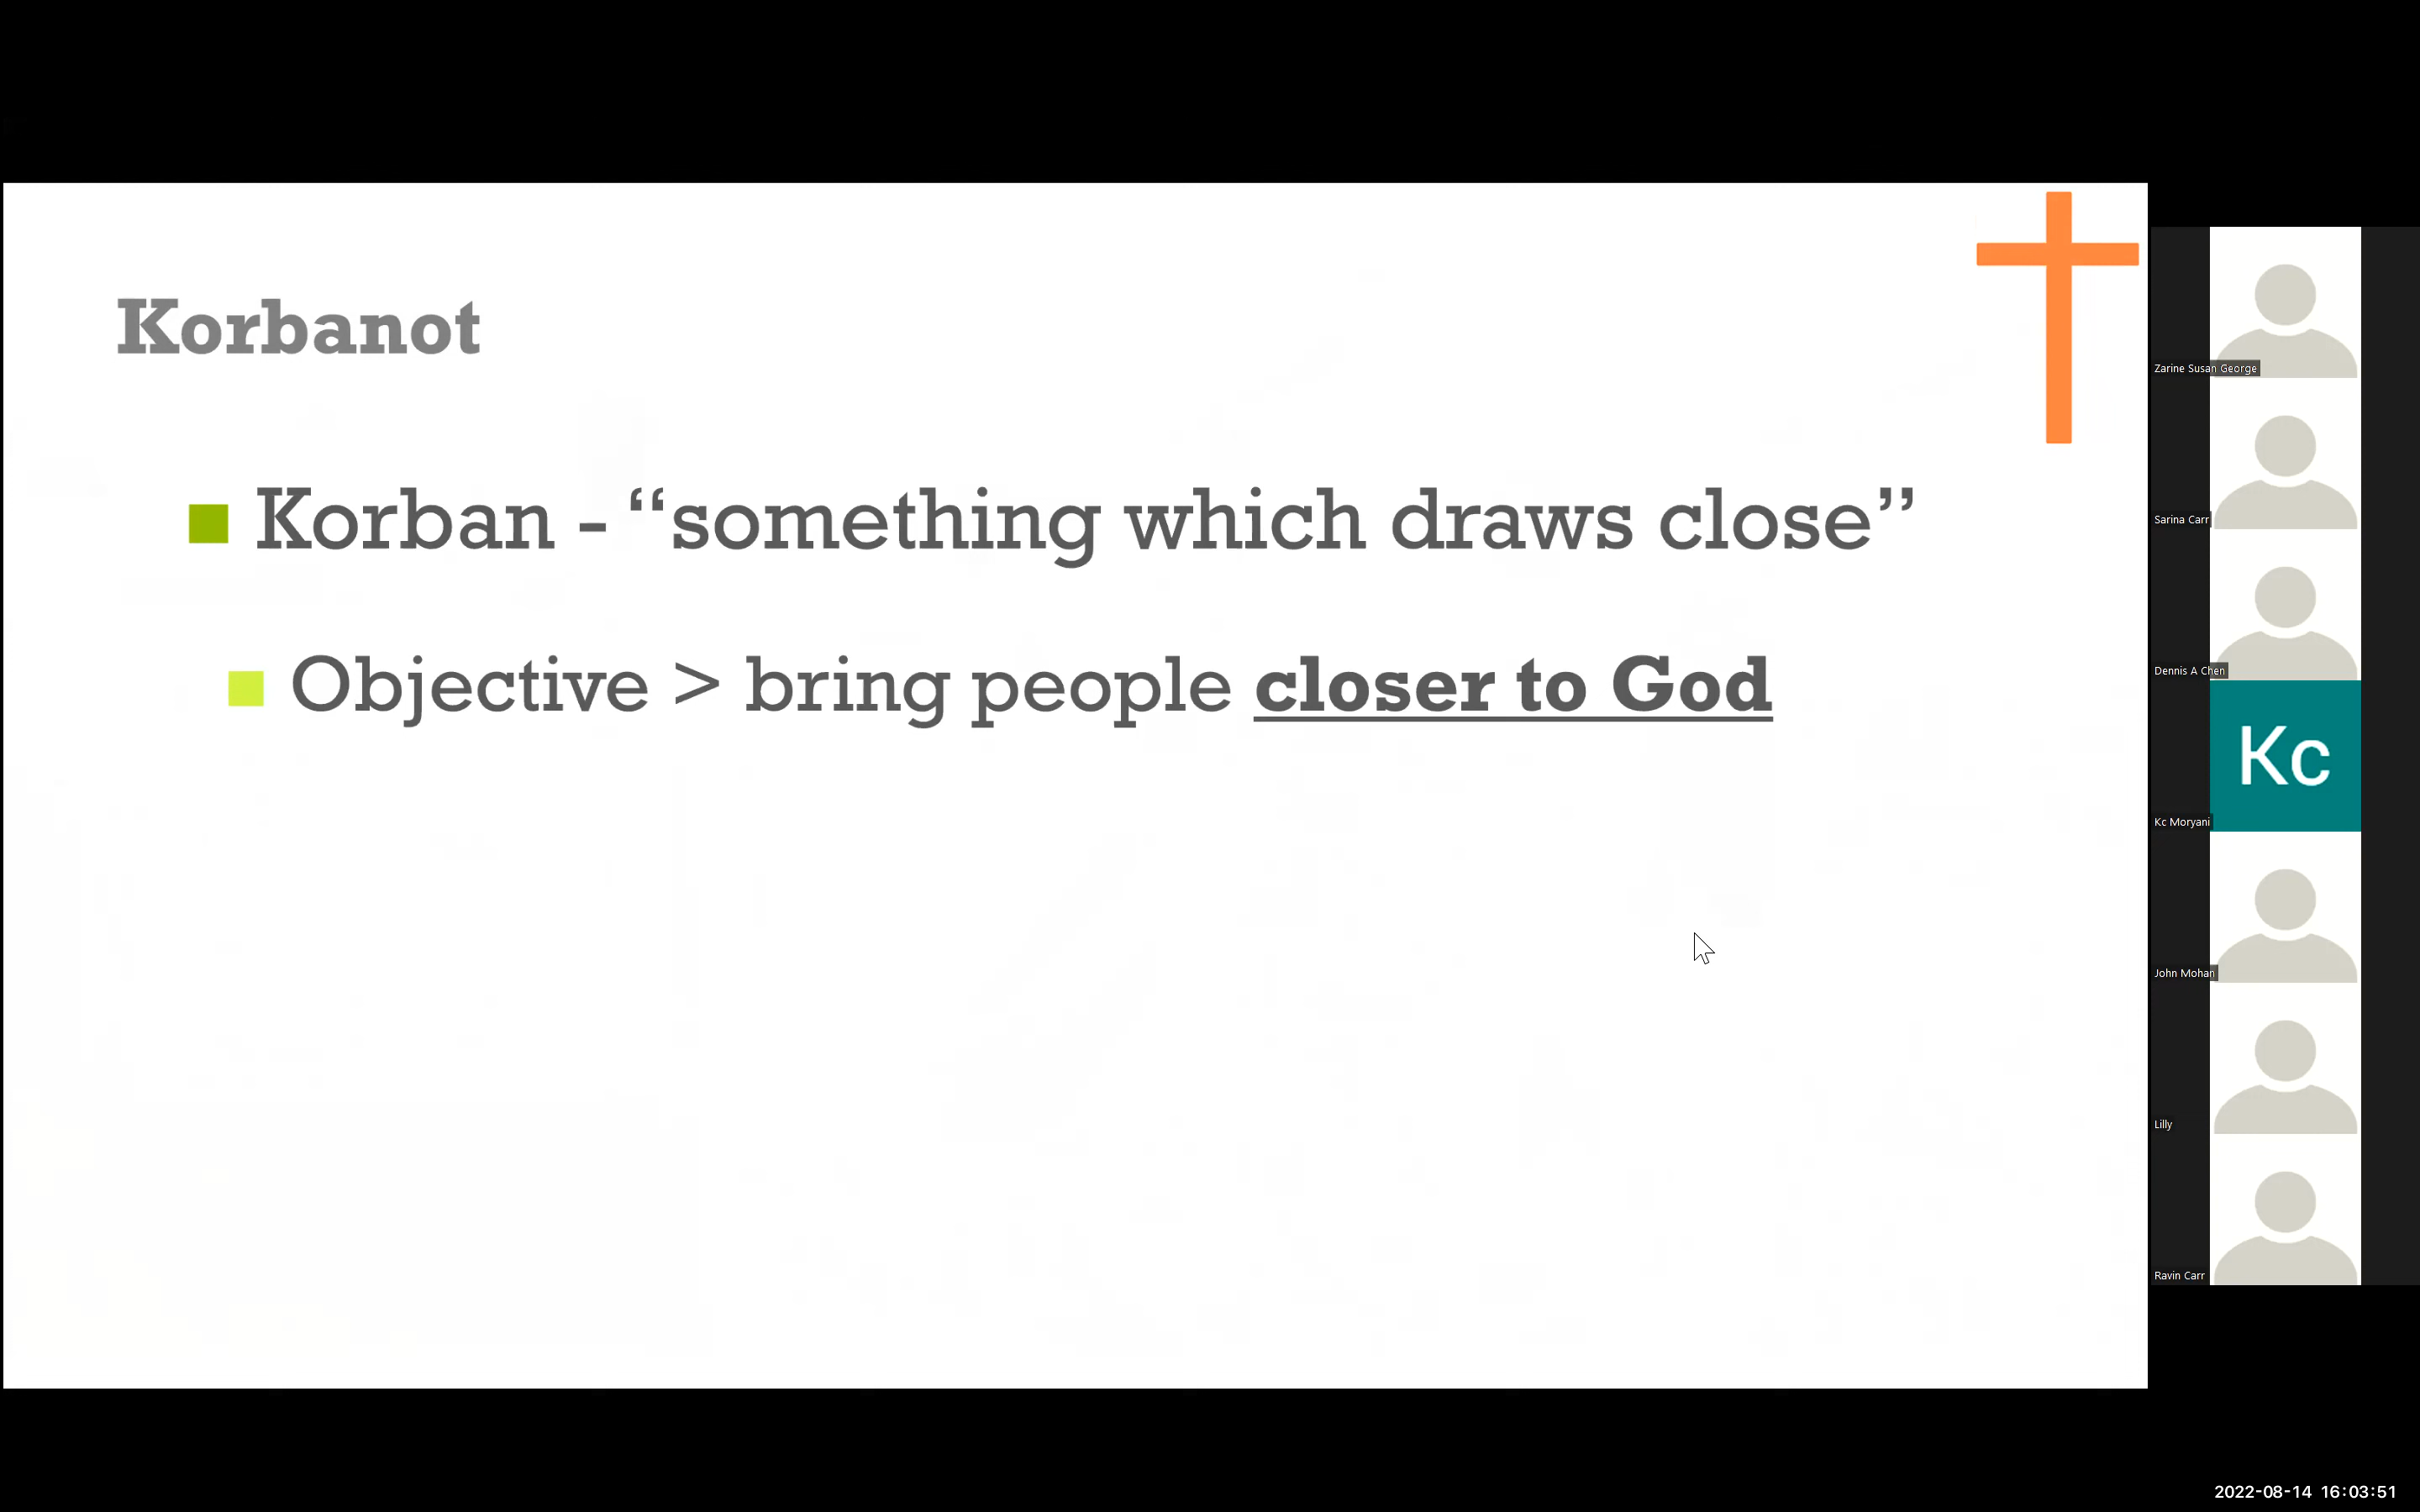 Korbanot
Korban - “something which draws close”
Objective > bring people closer to God
Zarine Susan George
Sarina Carr
Dennis A Chen
Kc
Kc Moryani
John Mohan
Lilly
Ravin Carr
2022-08-14 16:03:51